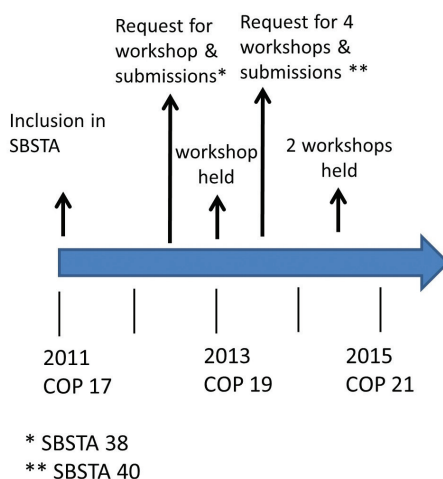 Request for
workshop &
submissions*
Request for 4
workshops &
submissions **
Inclusion in
SBSTA
workshop
held
2 workshops
held
2011
COP 17
2013
COP 19
2015
COP 21
* SBSTA 38
** SBSTA 40